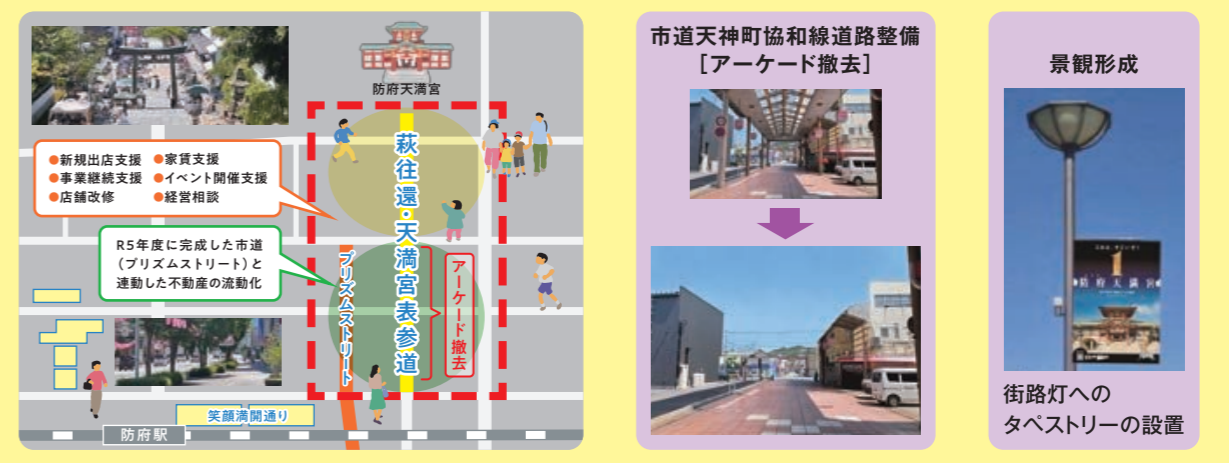 防府天満宮
●新規出店支援 ●家賃支援
●事業継続支援 ●イベント開催支援
●店舗改修 ●経営相談
R5年度に完成した市道
(プリズムストリート)と
連動した不動産の流動化
萩往還・天満宮表参道
プリズムストリート
アーケード撤去
笑顔満開通り
防府駅
市道天神町協和線道路整備
[アーケード撤去]
景観形成
1
防府天満宮
街路灯への
タペストリーの設置